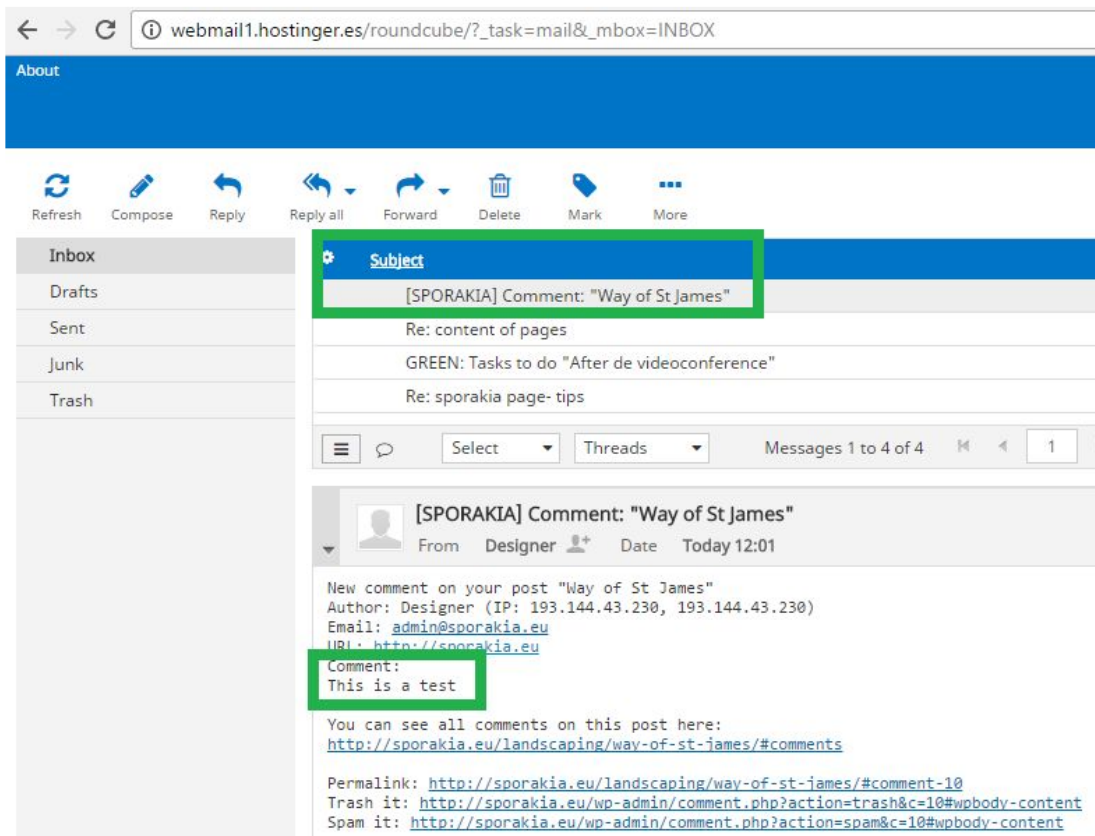 webmail1.hostinger.es/roundcube/?_task=mail&_mbox=INBOX
About
Refresh Compose Reply Reply all Forward Delete Mark More
Inbox
Drafts
Sent
Junk
Trash
Subject
[SPORAKIA] Comment: "Way of St James"
Re: content of pages
GREEN: Tasks to do "After de videoconference"
Re: sporakia page- tips
Select Threads Messages 1 to 4 of 4 1
[SPORAKIA] Comment: "Way of St James"
From Designer Date Today 12:01
New comment on your post "Way of St James"
Author: Designer (IP: 193.144.43.230, 193.144.43.230)
Email: admin@sporakia.eu
URL: http://sporakia.eu
Comment:
This is a test
You can see all comments on this post here:
http://sporakia.eu/landscaping/way-of-st-james/#comments
Permalink: http://sporakia.eu/landscaping/way-of-st-james/#comment-10
Trash it: http://sporakia.eu/wp-admin/comment.php?action=trash&c=10#wpbody-content
Spam it: http://sporakia.eu/wp-admin/comment.php?action=spam&c=10#wpbody-content